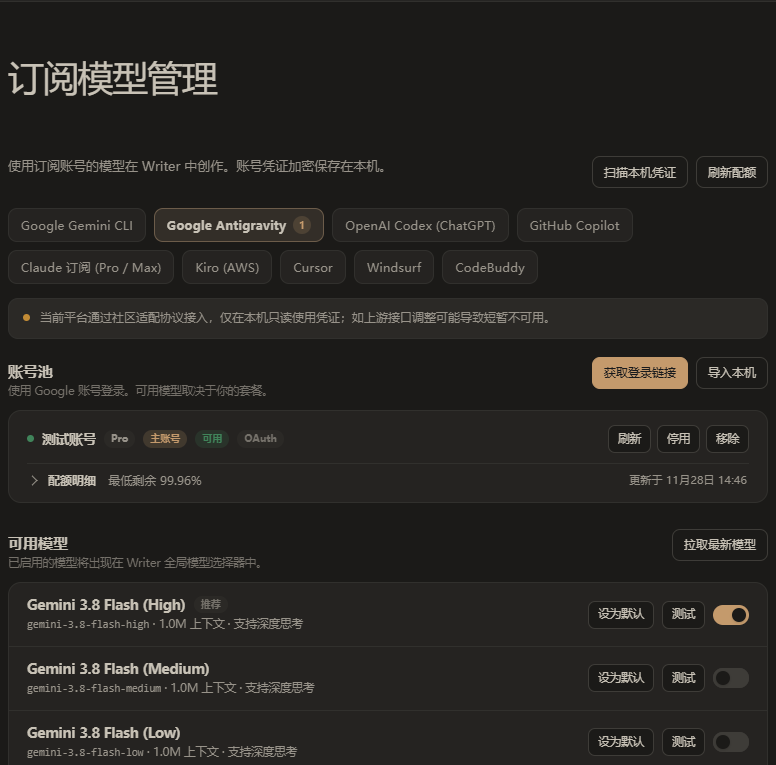 订阅模型管理
使用订阅账号的模型在 Writer 中创作。账号凭证加密保存在本机。
扫描本机凭证 刷新配额
Google Gemini CLI Google Antigravity 1 OpenAI Codex (ChatGPT) GitHub Copilot
Claude 订阅 (Pro / Max) Kiro (AWS) Cursor Windsurf CodeBuddy
当前平台通过社区适配协议接入，仅在本机只读使用凭证；如上游接口调整可能导致短暂不可用。
账号池
使用 Google 账号登录。可用模型取决于你的套餐。
获取登录链接 导入本机
测试账号 Pro 主账号 可用 OAuth 刷新 停用 移除
配额明细 最低剩余 99.96% 更新于 11月28日 14:46
可用模型
已启用的模型将出现在 Writer 全局模型选择器中。
拉取最新模型
Gemini 3.8 Flash (High) 推荐
gemini-3.8-flash-high · 1.0M 上下文 · 支持深度思考
设为默认 测试
Gemini 3.8 Flash (Medium)
gemini-3.8-flash-medium · 1.0M 上下文 · 支持深度思考
设为默认 测试
Gemini 3.8 Flash (Low)
gemini-3.8-flash-low · 1.0M 上下文 · 支持深度思考
设为默认 测试